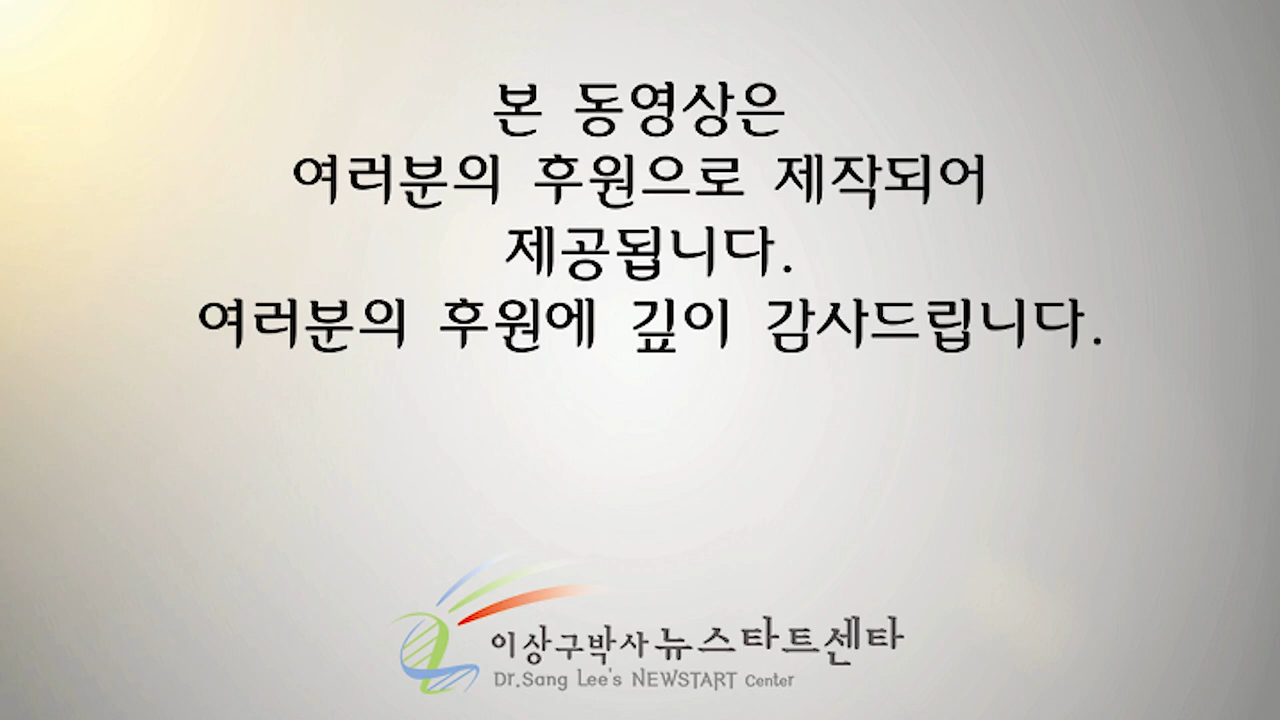 본 동영상은
여러분의 후원으로 제작되어
제공됩니다.
여러분의 후원에 깊이 감사드립니다.
이상구박사 뉴스타트센타
Dr.Sang Lee's NEWSTART Center